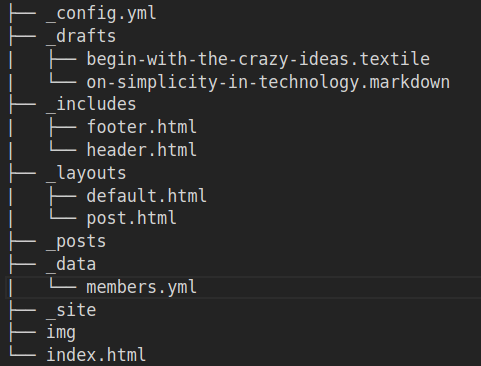 ├── _config.yml
├── _drafts
│   ├── begin-with-the-crazy-ideas.textile
│   └── on-simplicity-in-technology.markdown
├── _includes
│   ├── footer.html
│   └── header.html
├── _layouts
│   ├── default.html
│   └── post.html
├── _posts
├── _data
│   └── members.yml
├── _site
├── img
└── index.html